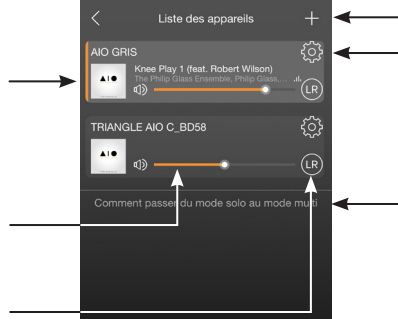 Liste des appareils
AIO GRIS
Knee Play 1 (feat. Robert Wilson)
The Philip Glass Ensemble, Philip Glass,...
LR
TRIANGLE AIO C_BD58
LR
Comment passer du mode solo au mode multi